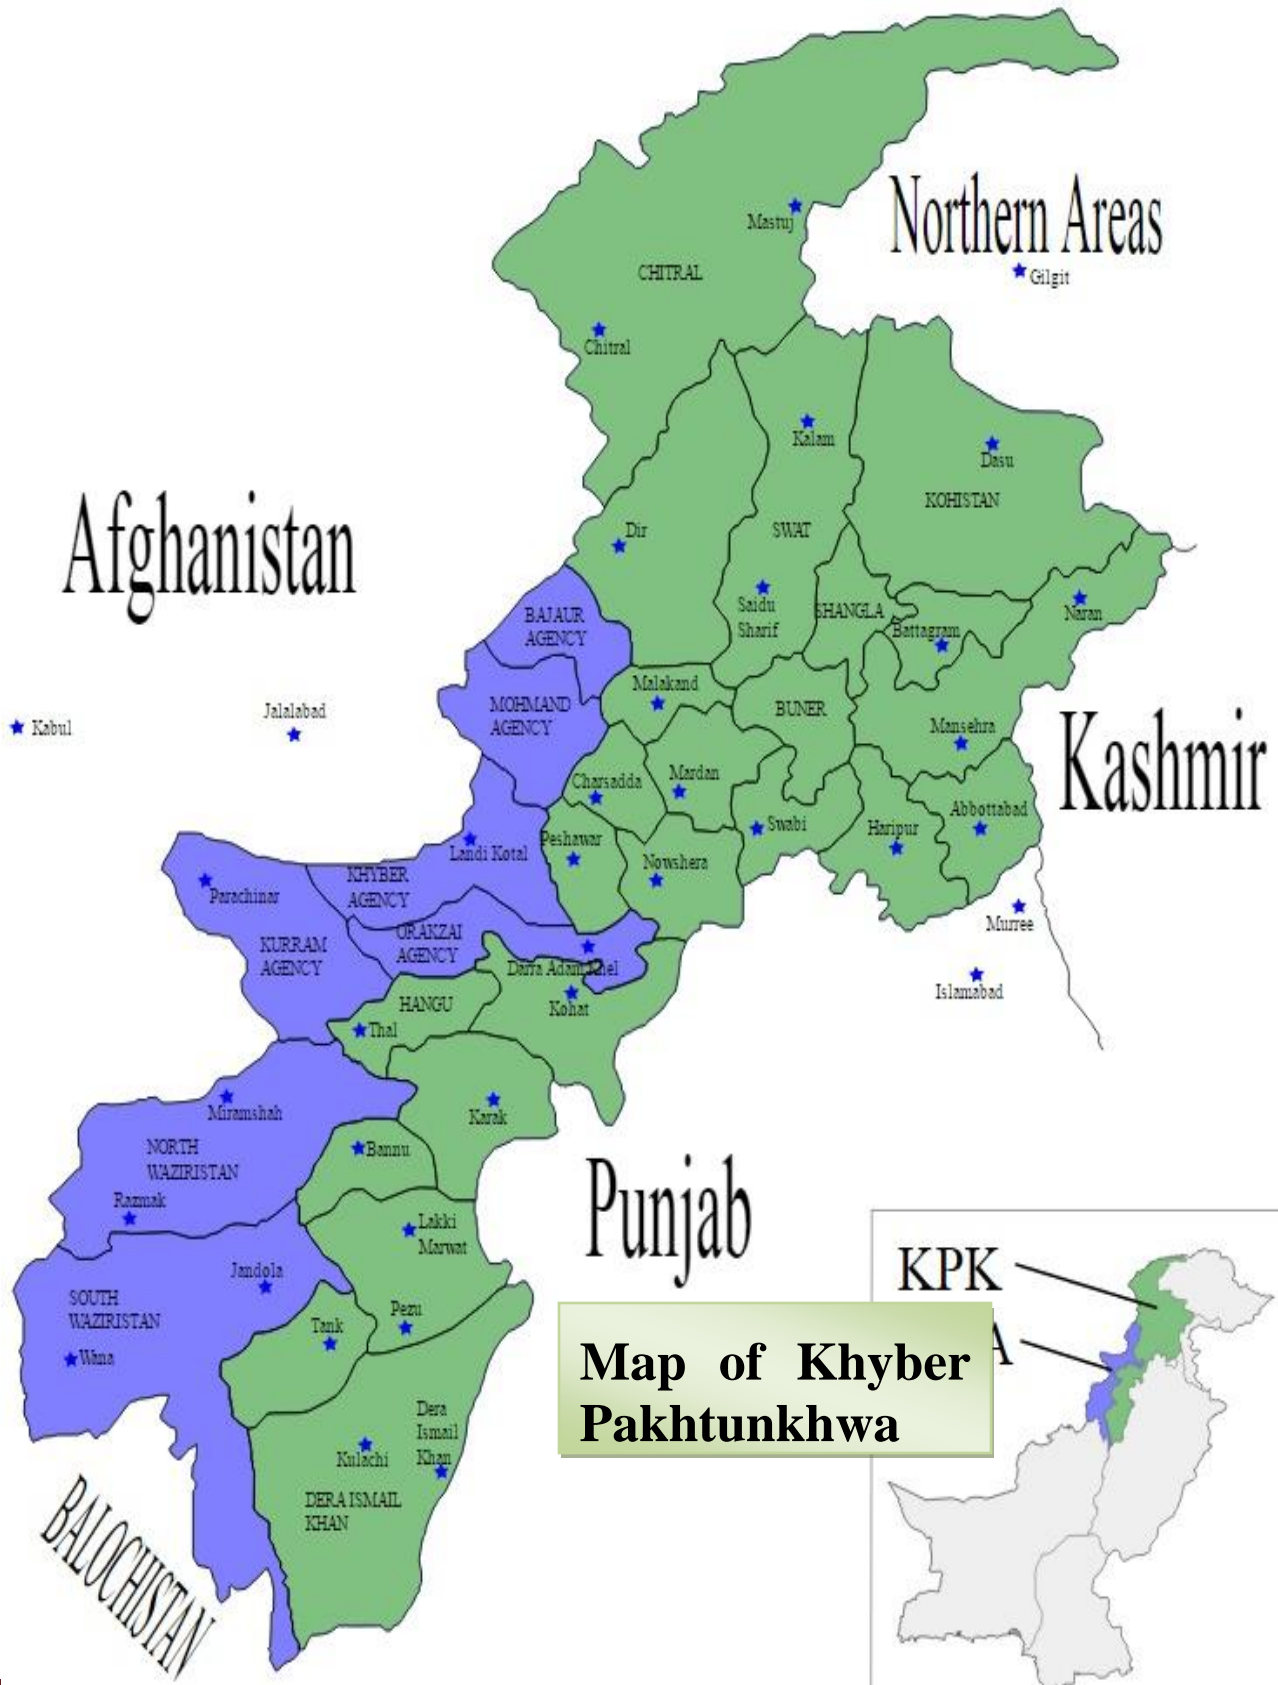 Northern Areas
Mastuj
Gilgit
CHITRAL
Chitral
Kalam
Dasu
KOHISTAN
Afghanistan
Dir
SWAT
BAJAUR
AGENCY
Saidu
Sharif
SHANGLA
Battagram
Naran
Malakand
MOHMAND
AGENCY
BUNER
Kabul
Jalalabad
Mansehra
Kashmir
Charsadda
Mardan
Abbottabad
Swabi
Haripur
Peshawar
Landi Kotal
Nowshera
KHYBER
AGENCY
Parachinar
Murree
ORAKZAI
AGENCY
KURRAM
AGENCY
Darra Adam Khel
Islamabad
HANGU
Kohat
Thal
Miramshah
Karak
NORTH
WAZIRISTAN
Bannu
Razmak
Punjab
Lakki
Marwat
Jandola
KPK
SOUTH
WAZIRISTAN
Pezu
Tank
A
Wana
Map of Khyber
Pakhtunkhwa
Dera
Ismail
Khan
Kulachi
DERA ISMAIL
KHAN
BALOCHISTAN